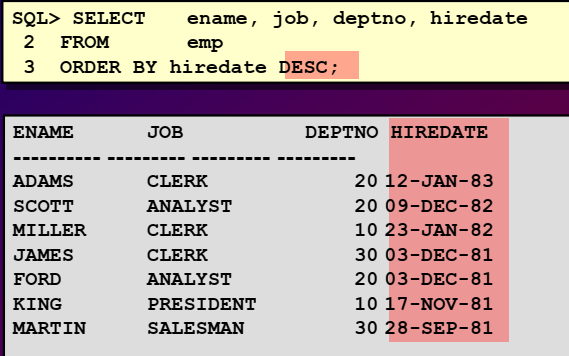 SQL> SELECT ename, job, deptno, hiredate
2 FROM emp
3 ORDER BY hiredate DESC;
ENAME JOB DEPTNO HIREDATE
---------- --------- --------- ---------
ADAMS CLERK 20 12-JAN-83
SCOTT ANALYST 20 09-DEC-82
MILLER CLERK 10 23-JAN-82
JAMES CLERK 30 03-DEC-81
FORD ANALYST 20 03-DEC-81
KING PRESIDENT 10 17-NOV-81
MARTIN SALESMAN 30 28-SEP-81